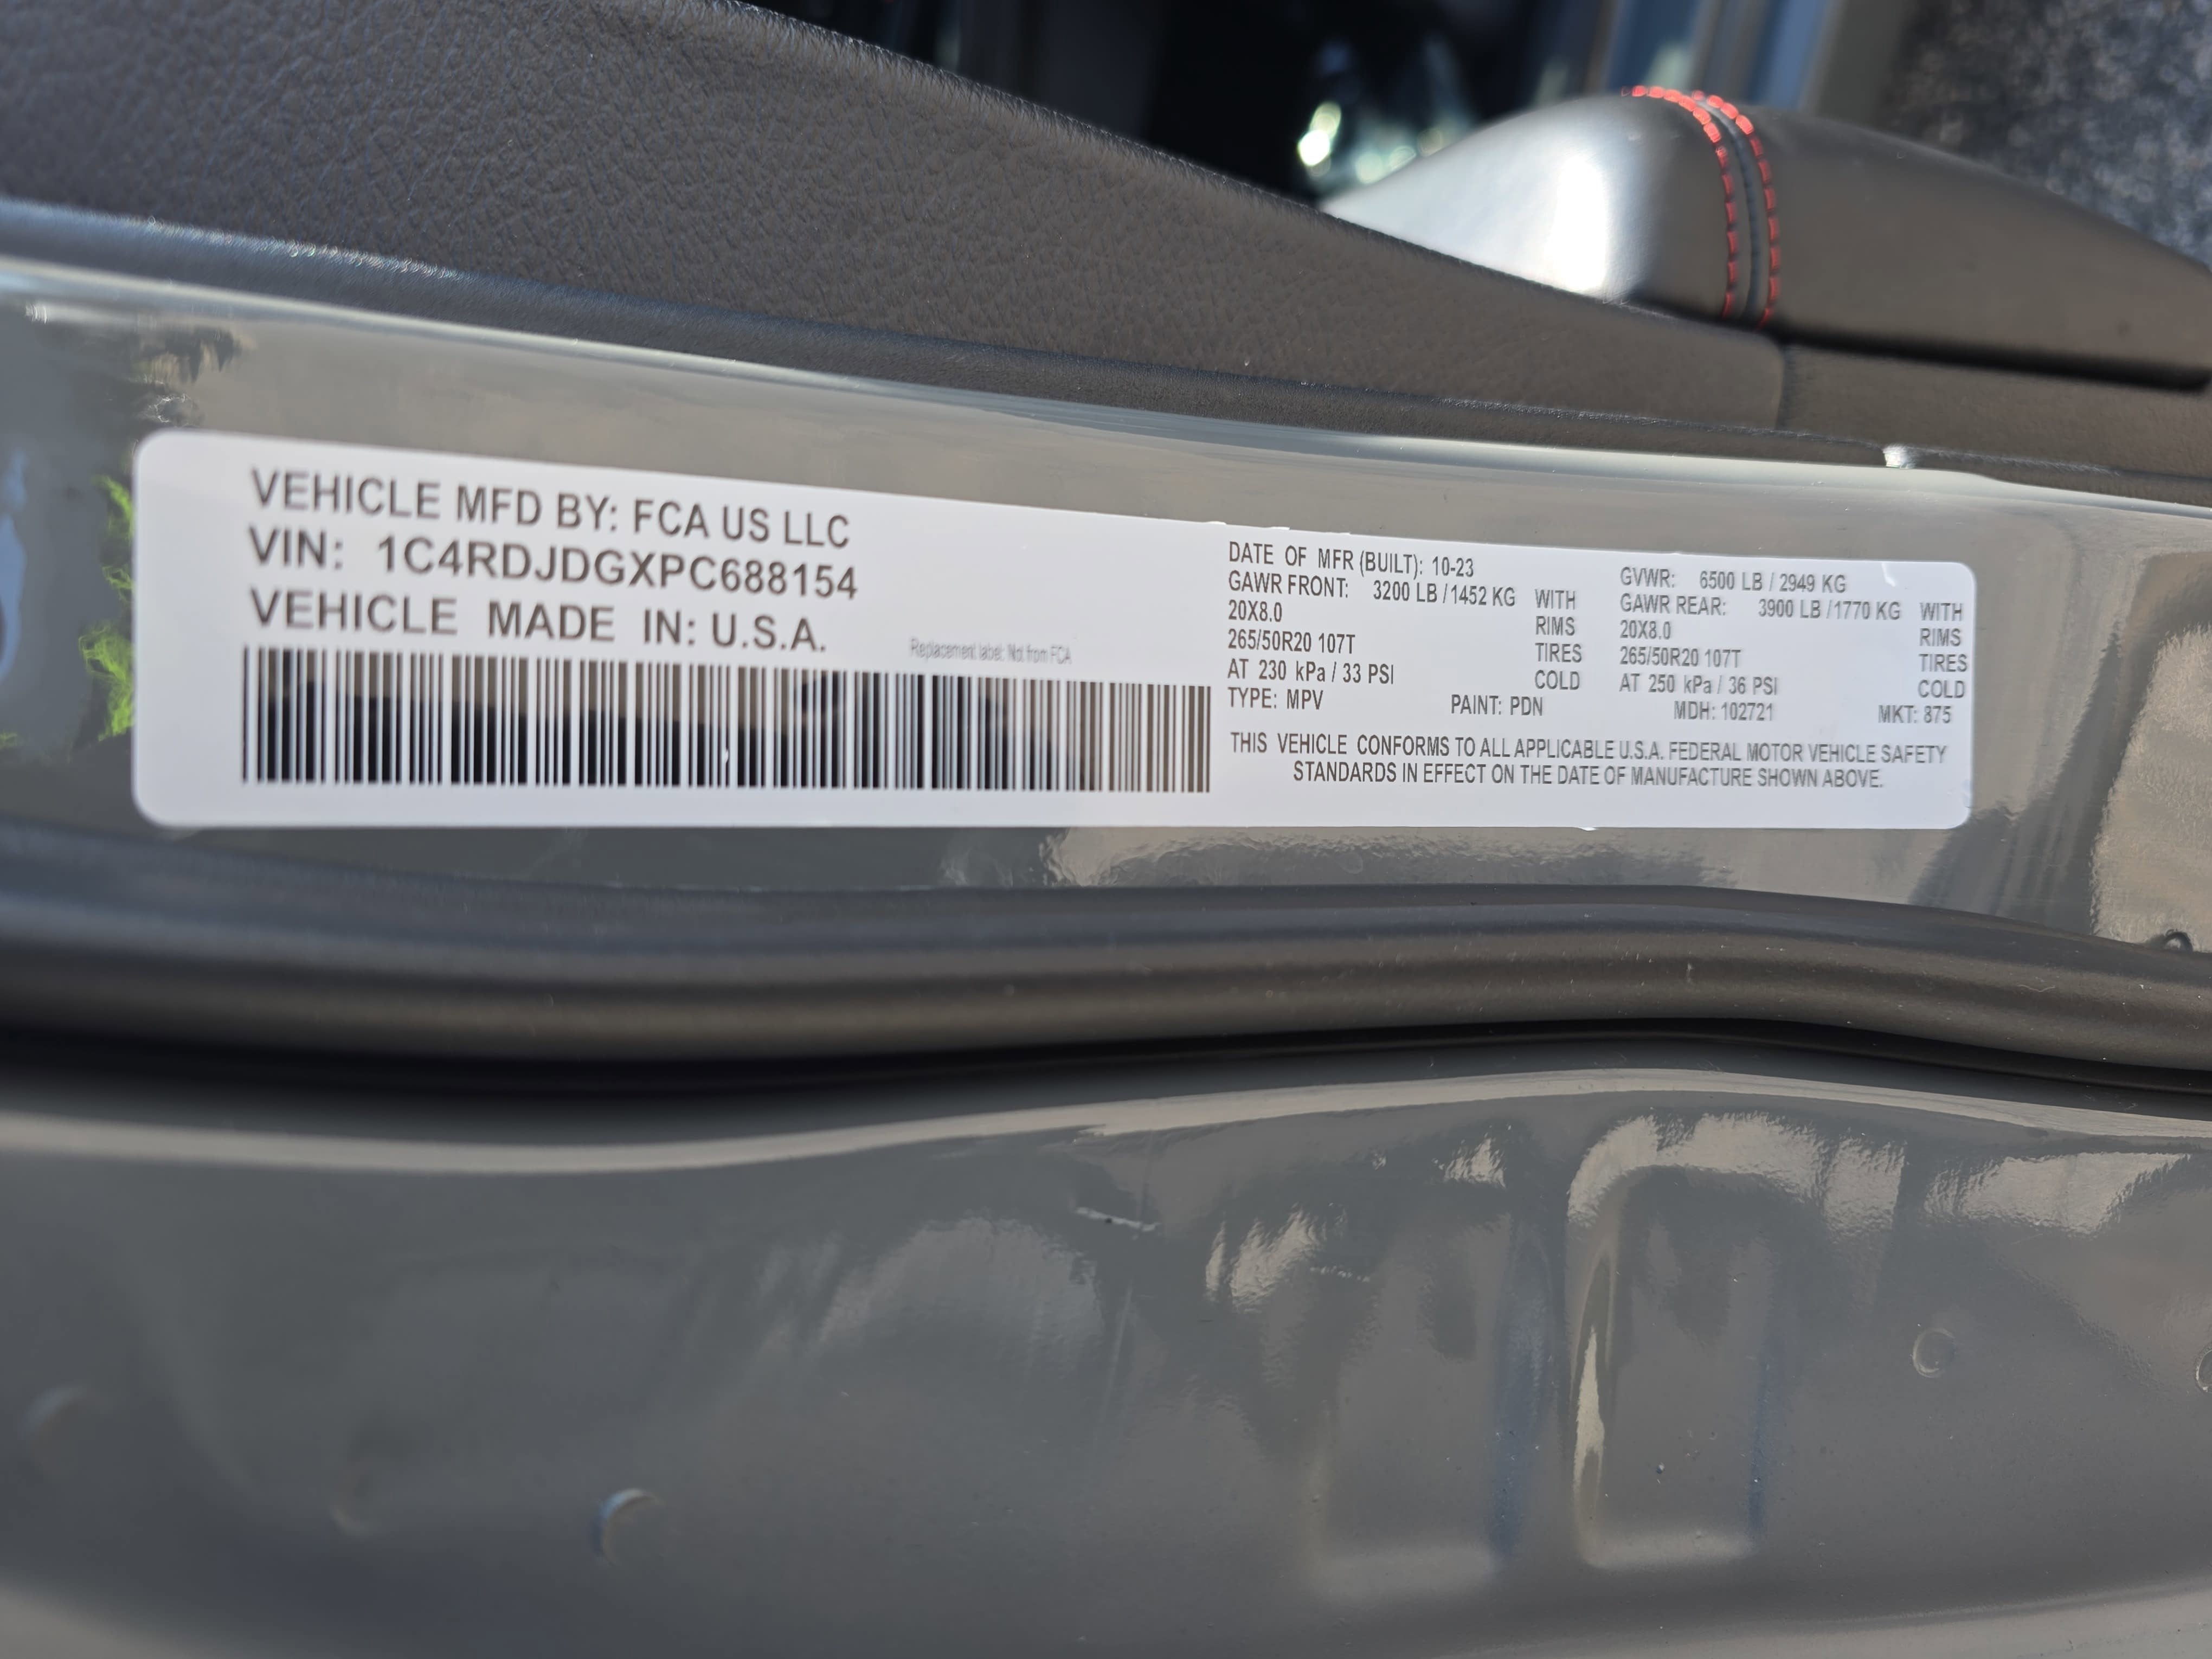 VEHICLE MFD BY: FCA US LLC
VIN: 1C4RDJDGXPC688154
VEHICLE MADE IN: U.S.A.
Replacement label: Not from FCA
DATE OF MFR (BUILT): 10-23
GAWR FRONT: 3200 LB / 1452 KG WITH
20X8.0 RIMS
265/50R20 107T TIRES
AT 230 kPa / 33 PSI COLD
TYPE: MPV PAINT: PDN
GVWR: 6500 LB / 2949 KG
GAWR REAR: 3900 LB / 1770 KG WITH
20X8.0 RIMS
265/50R20 107T TIRES
AT 250 kPa / 36 PSI COLD
MDH: 102721 MKT: 875
THIS VEHICLE CONFORMS TO ALL APPLICABLE U.S.A. FEDERAL MOTOR VEHICLE SAFETY
STANDARDS IN EFFECT ON THE DATE OF MANUFACTURE SHOWN ABOVE.